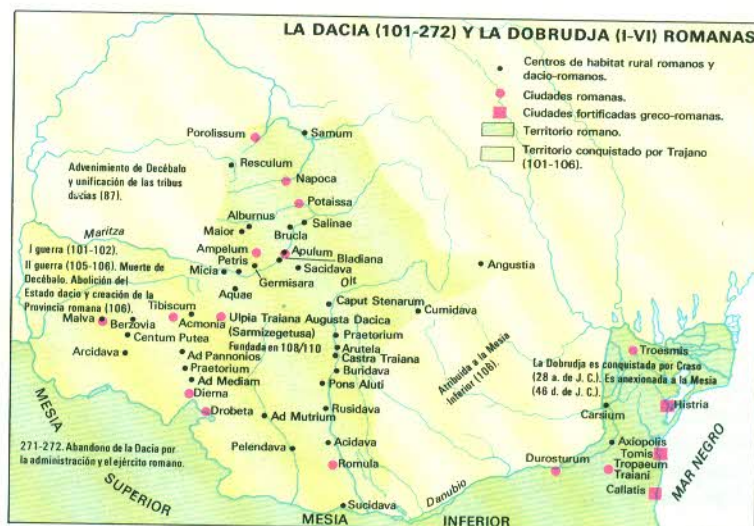 LA DACIA (101-272) Y LA DOBRUDJA (I-VI) ROMANAS
Centros de habitat rural romanos y
dacio-romanos.
Ciudades romanas.
Ciudades fortificadas greco-romanas.
Territorio romano.
Territorio conquistado por Trajano
(101-106).
Porolissum
Samum
Resculum
Advenimiento de Decébalo
y unificación de las tribus
dacias (87).
Napoca
Potaissa
Alburnus
Maior
Salinae
Brucla
Maritza
Ampelum
Apulum
Petris
Bladiana
Micia
Sacidava
Germisara
Olt
Angustia
I guerra (101-102).
II guerra (105-106). Muerte de
Decébalo. Abolición del
Estado dacio y creación de la
Provincia romana (106).
Aquae
Caput Stenarum
Cumidava
Tibiscum
Ulpia Traiana Augusta Dacica
(Sarmizegetusa)
Fundada en 108/110
Malva
Berzovia
Acmonia
Centum Putea
Praetorium
Arutela
Castra Traiana
Arcidava
Ad Pannonios
Buridava
Praetorium
Ad Mediam
Pons Aluti
Atribuida a la Mesia
Inferior (106).
Troesmis
La Dobrudja es conquistada por Craso
(28 a. de J. C.). Es anexionada a la Mesia
(46 d. de J. C.).
Dierna
Drobeta
Ad Mutrium
Rusidava
Carsium
Histria
MESIA
SUPERIOR
271-272. Abandono de la Dacia por
la administración y el ejército romano.
Pelendava
Acidava
Romula
Axiopolis
Tomis
Durosturum
Tropaeum
Traiani
Callatis
MAR NEGRO
Danubio
Sucidava
MESIA INFERIOR